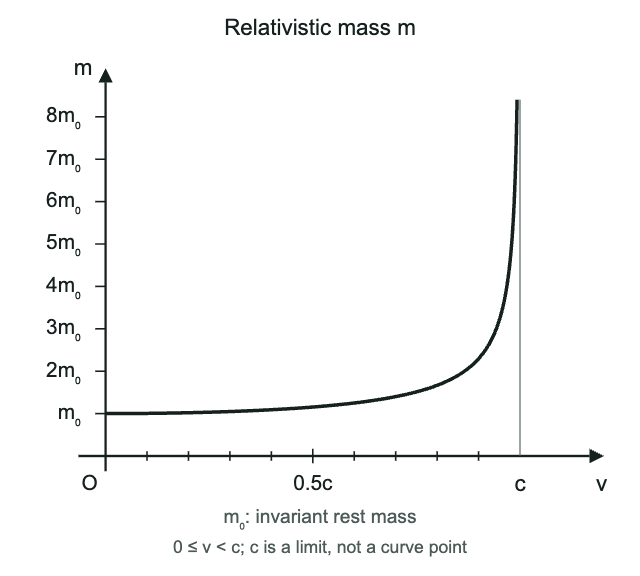 Relativistic mass m
m
8m₀
7m₀
6m₀
5m₀
4m₀
3m₀
2m₀
m₀
O 0.5c c v
m₀: invariant rest mass
0 ≤ v < c; c is a limit, not a curve point